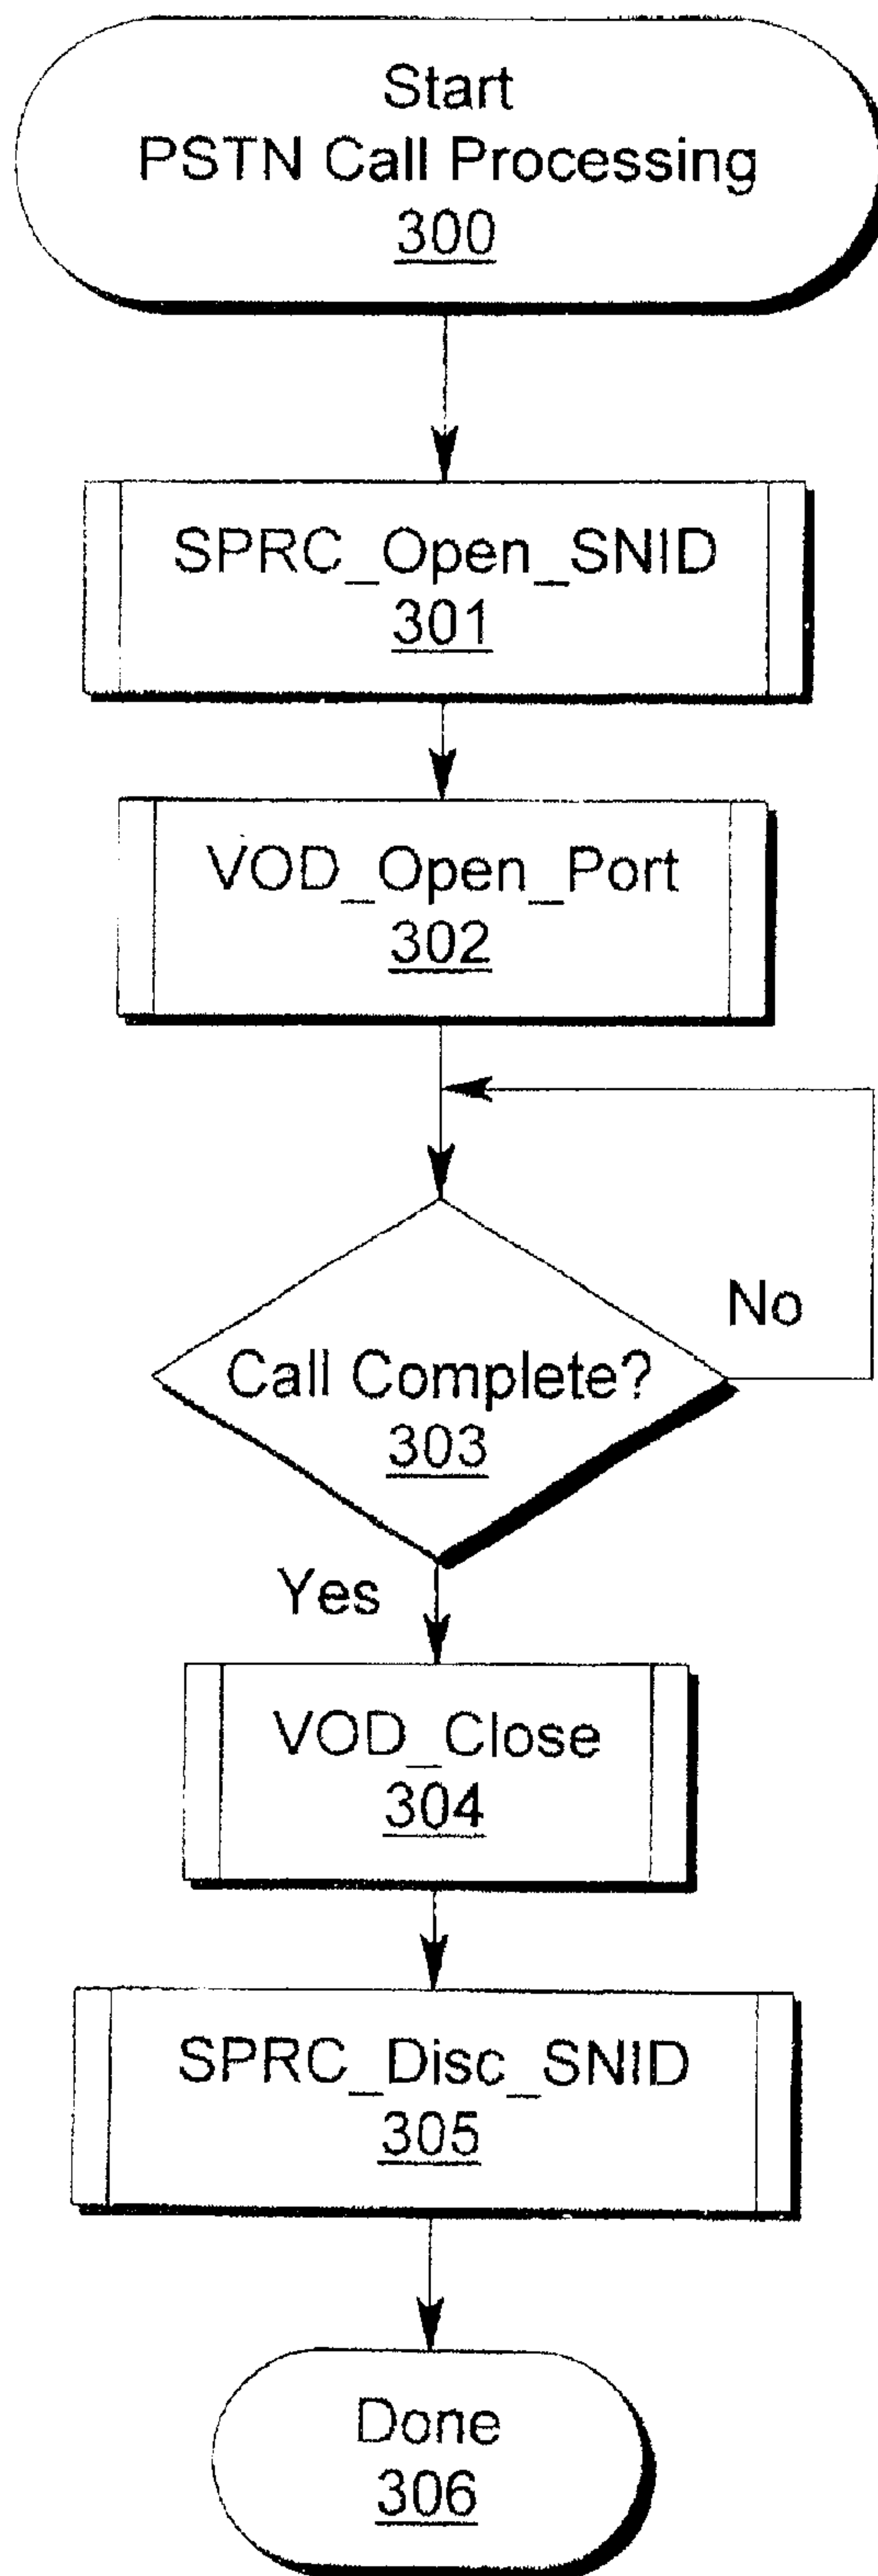 Start
PSTN Call Processing
300
SPRC_Open_SNID
301
VOD_Open_Port
302
No
Call Complete?
303
Yes
VOD_Close
304
SPRC_Disc_SNID
305
Done
306